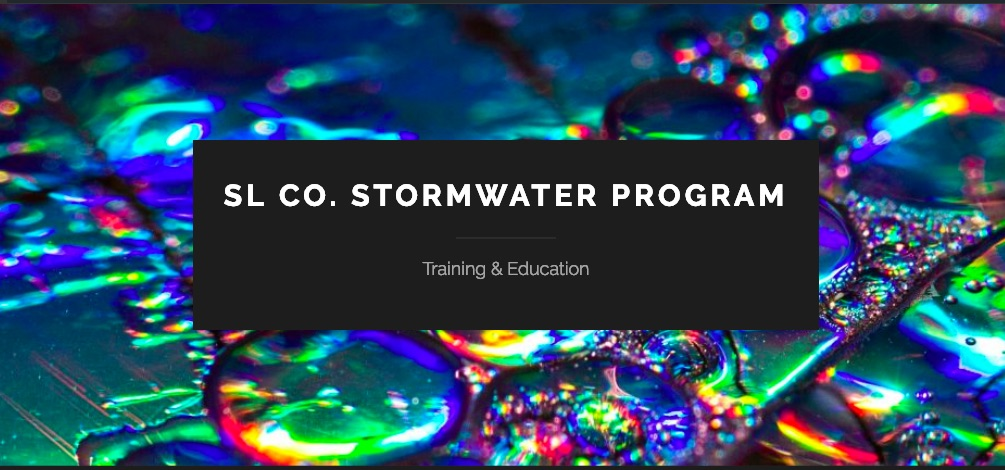 SL CO. STORMWATER PROGRAM
Training & Education